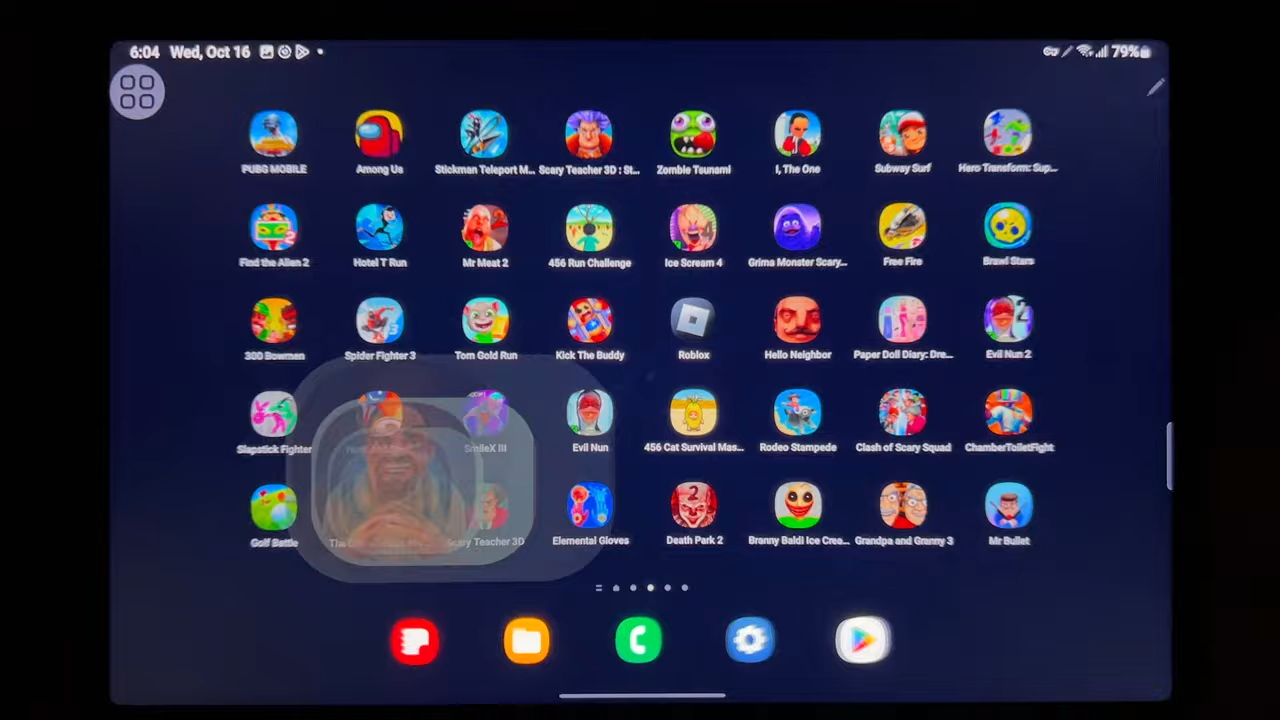 6:04 Wed, Oct 16 79%
PUBG MOBILE Among Us Stickman Teleport M... Scary Teacher 3D : St... Zombie Tsunami I, The One Subway Surf Hero Transform: Sup...
Find the Alien 2 Hotel T Run Mr Meat 2 456 Run Challenge Ice Scream 4 Grima Monster Scary... Free Fire Brawl Stars
300 Bowmen Spider Fighter 3 Tom Gold Run Kick The Buddy Roblox Hello Neighbor Paper Doll Diary: Dre... Evil Nun 2
Slapstick Fighter SmileX III Evil Nun 456 Cat Survival Mas... Rodeo Stampede Clash of Scary Squad ChamberToiletFight
Golf Battle Scary Teacher 3D Elemental Gloves Death Park 2 Branny Baldi Ice Crea... Grandpa and Granny 3 Mr Bullet